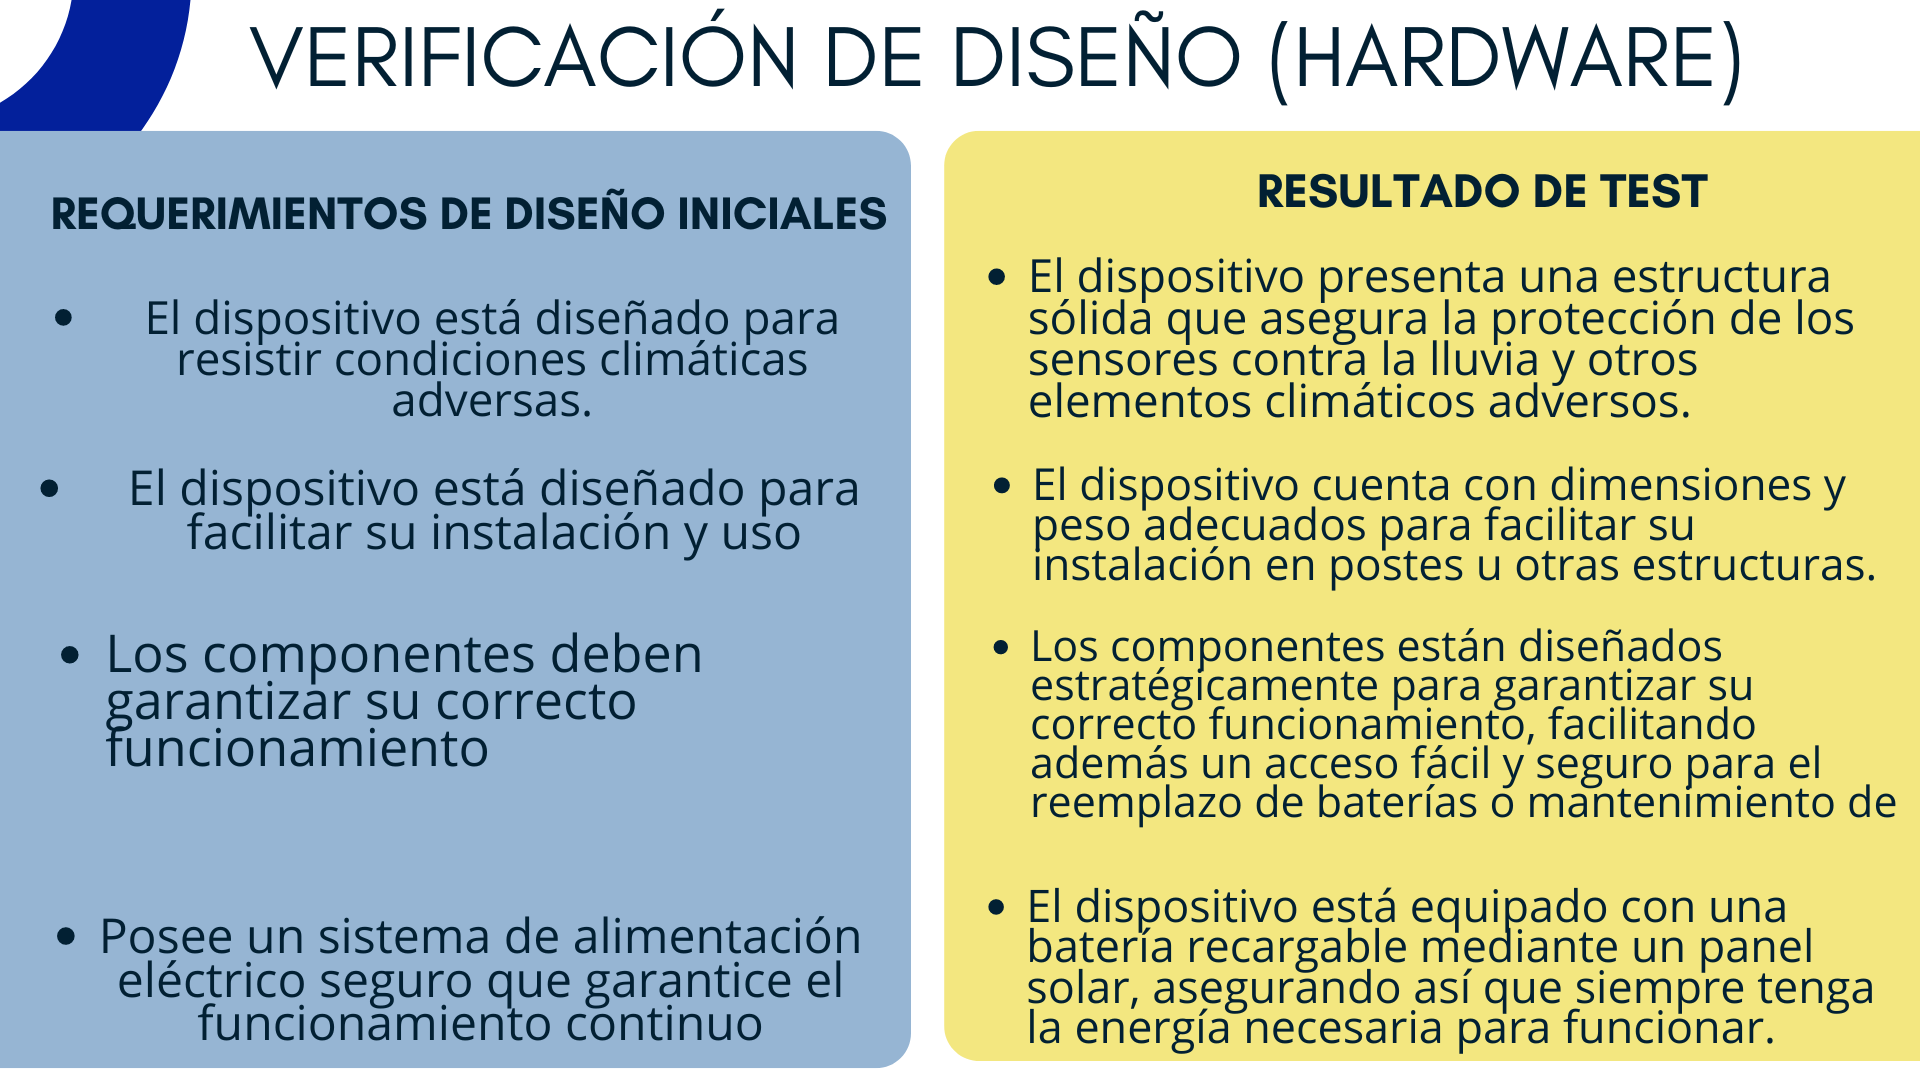 VERIFICACIÓN DE DISEÑO (HARDWARE)
REQUERIMIENTOS DE DISEÑO INICIALES
• El dispositivo está diseñado para
resistir condiciones climáticas
adversas.
• El dispositivo está diseñado para
facilitar su instalación y uso
• Los componentes deben
garantizar su correcto
funcionamiento
• Posee un sistema de alimentación
eléctrico seguro que garantice el
funcionamiento continuo
RESULTADO DE TEST
• El dispositivo presenta una estructura
sólida que asegura la protección de los
sensores contra la lluvia y otros
elementos climáticos adversos.
• El dispositivo cuenta con dimensiones y
peso adecuados para facilitar su
instalación en postes u otras estructuras.
• Los componentes están diseñados
estratégicamente para garantizar su
correcto funcionamiento, facilitando
además un acceso fácil y seguro para el
reemplazo de baterías o mantenimiento de
• El dispositivo está equipado con una
batería recargable mediante un panel
solar, asegurando así que siempre tenga
la energía necesaria para funcionar.